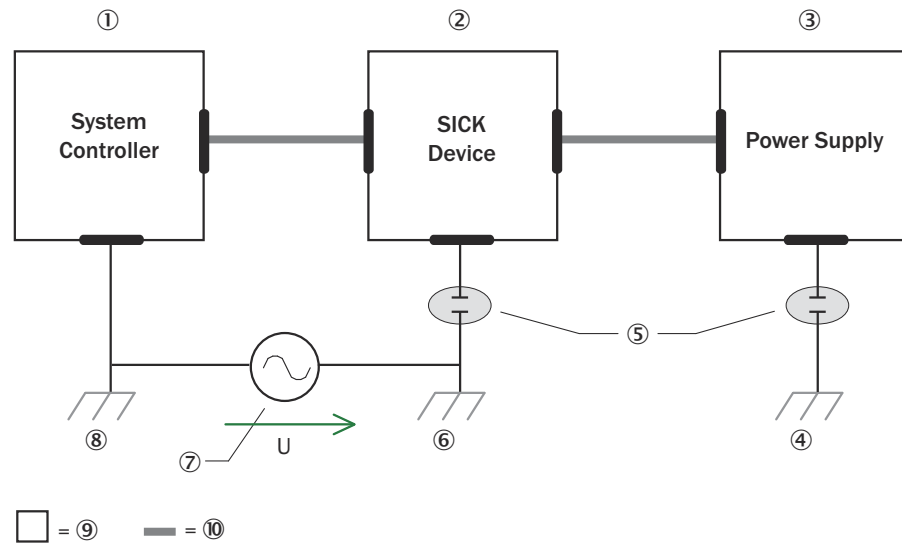 ① ② ③
System
Controller
SICK
Device
Power Supply
⑤
⑧ ⑥ ④
U
⑦
= ⑨ = ⑩